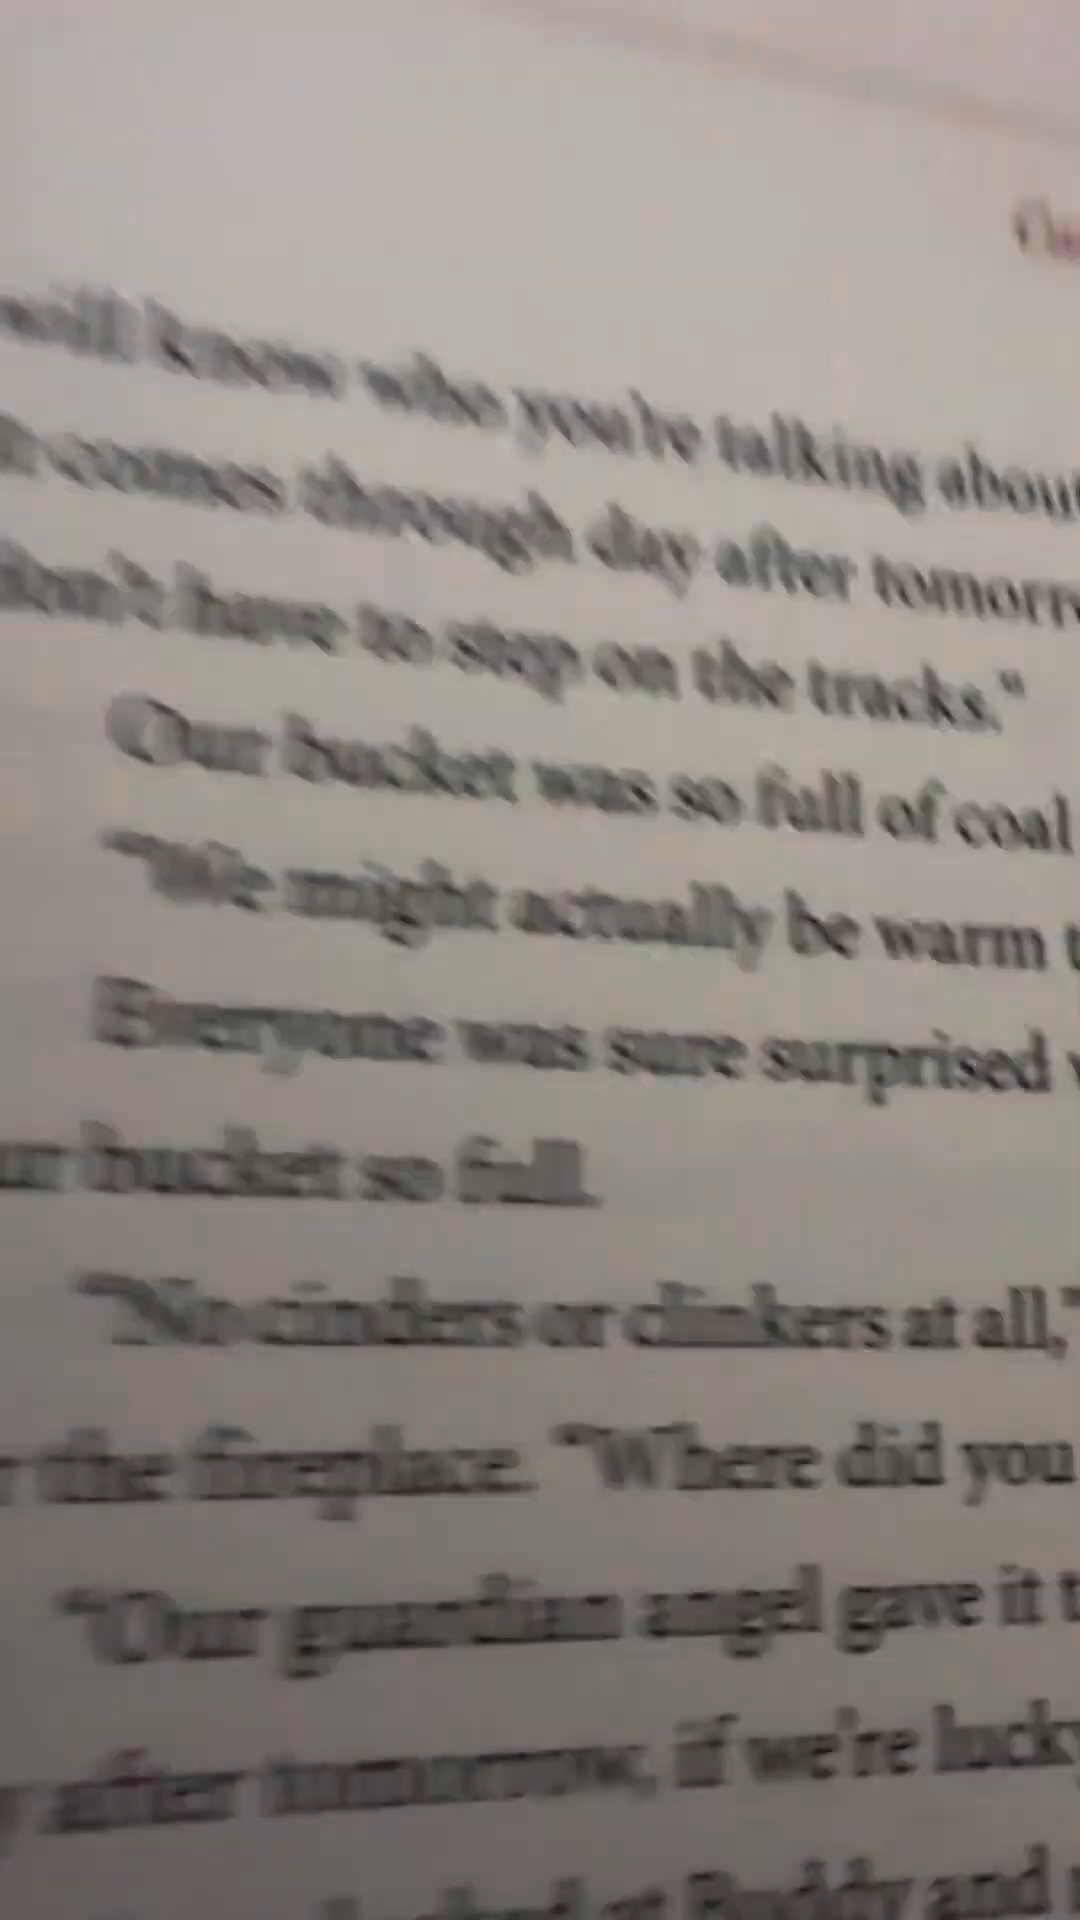 will know who you're talking about
comes through day after
don't have to step on the tracks."
Our bucket was so full of coal
"We might actually be warm
Everyone was sure surprised
bucket so full.
"No cinders or clinkers at all,"
the fireplace. "Where did you
"Our guardian angel gave it
after tomorrow, if we're lucky
at Buddy and